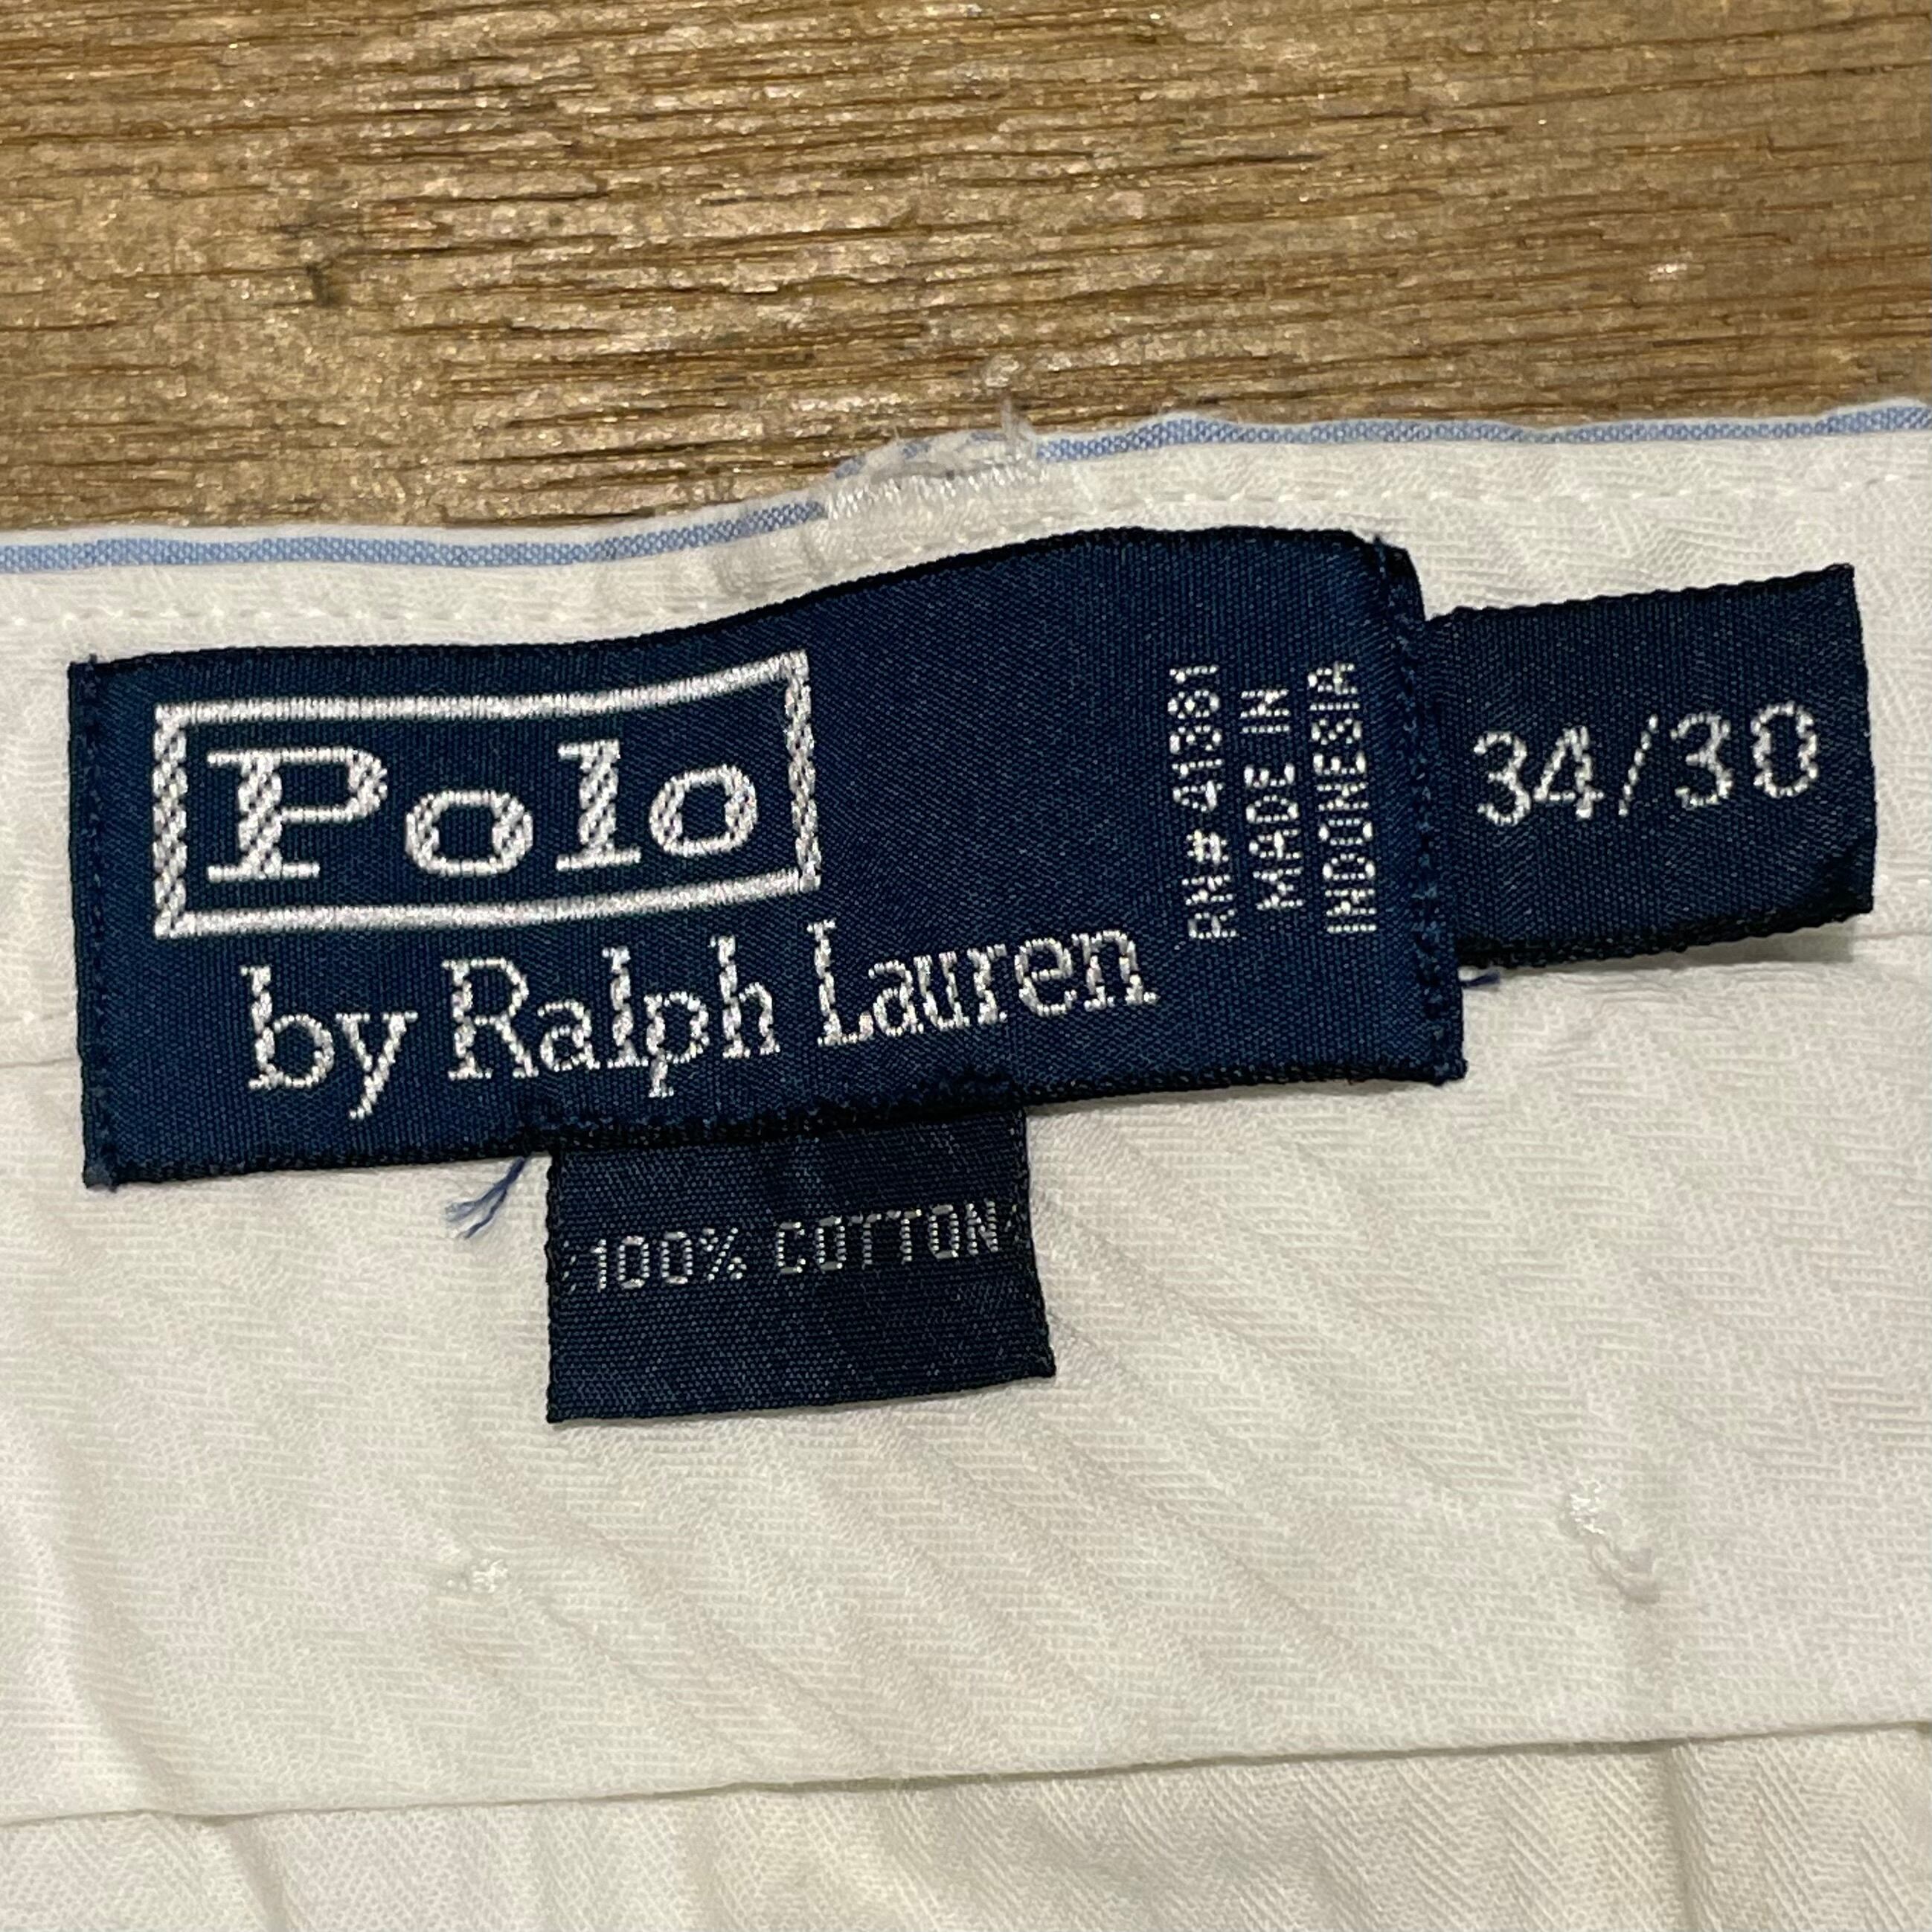 Polo
by Ralph Lauren
RN# 41381
MADE IN
INDONESIA
34/30
100% COTTON